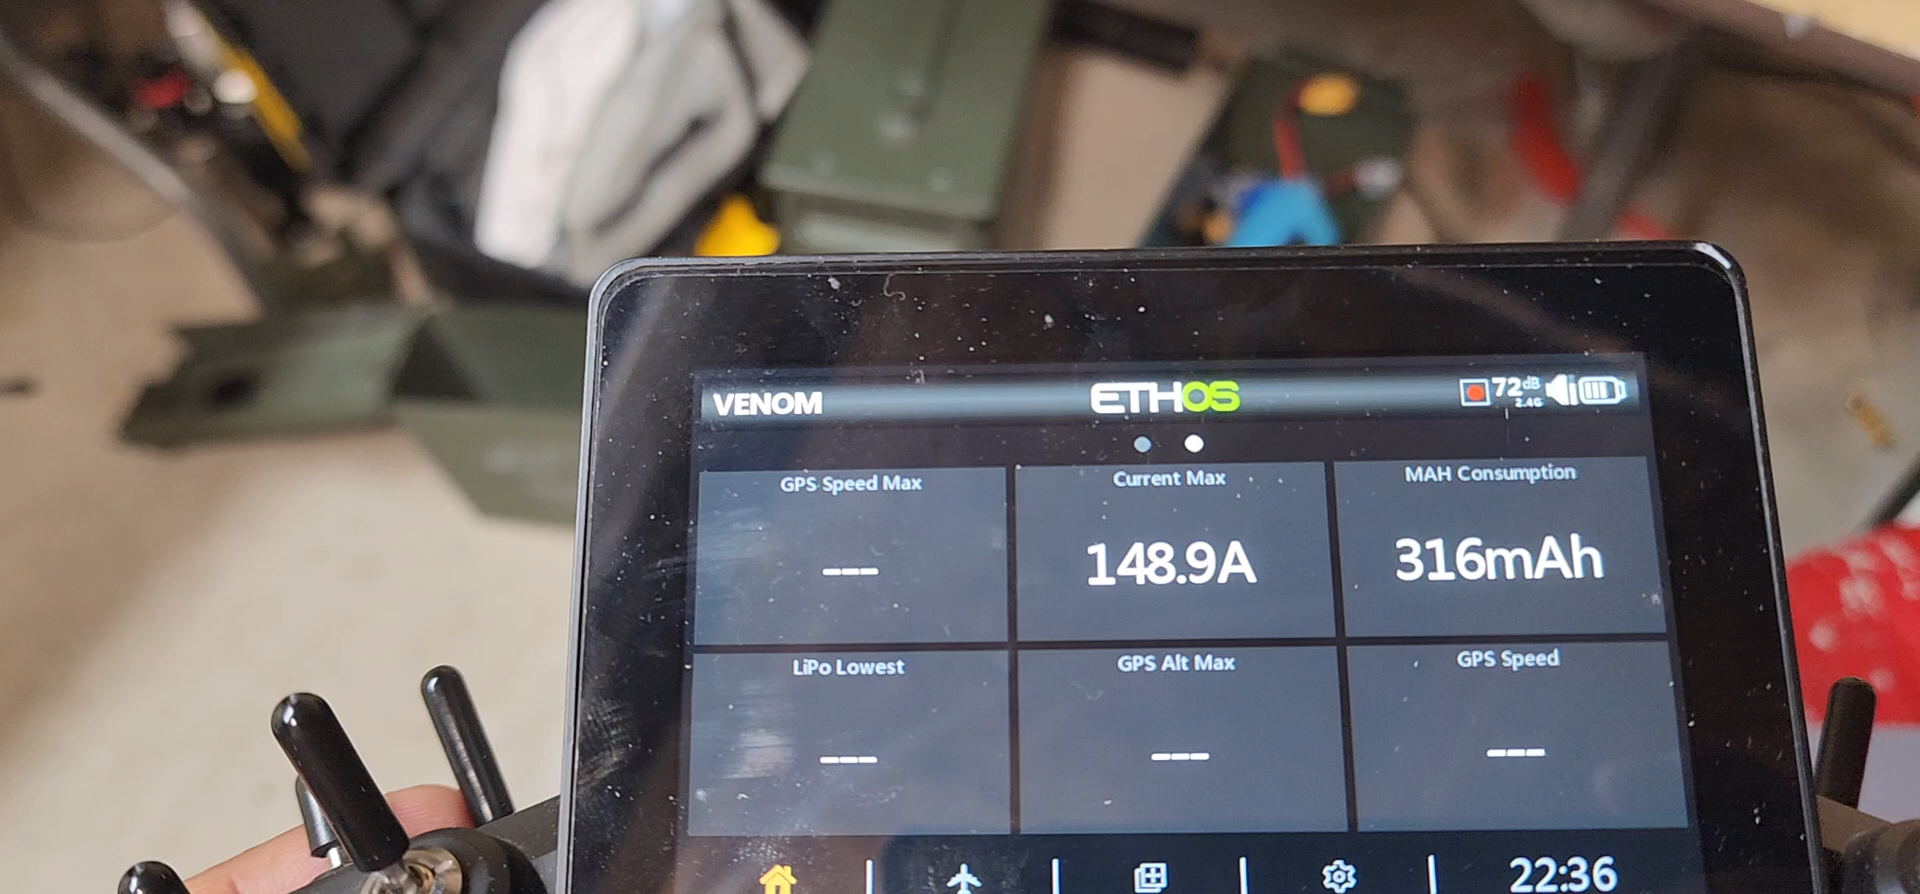 VENOM
ETHOS
72dB
2.4G
GPS Speed Max
---
Current Max
148.9A
MAH Consumption
316mAh
LiPo Lowest
---
GPS Alt Max
---
GPS Speed
---
22:36